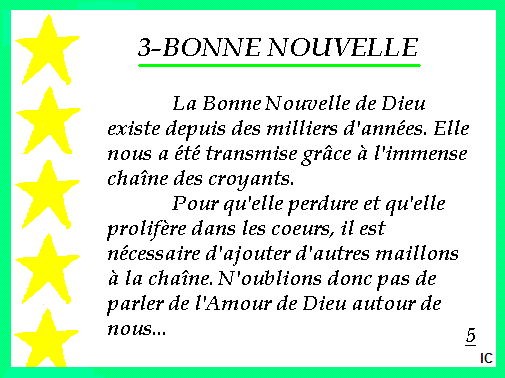 3-BONNE NOUVELLE
La Bonne Nouvelle de Dieu
existe depuis des milliers d'années. Elle
nous a été transmise grâce à l'immense
chaîne des croyants.
Pour qu'elle perdure et qu'elle
prolifère dans les coeurs, il est
nécessaire d'ajouter d'autres maillons
à la chaîne. N'oublions donc pas de
parler de l'Amour de Dieu autour de
nous...
5
IC